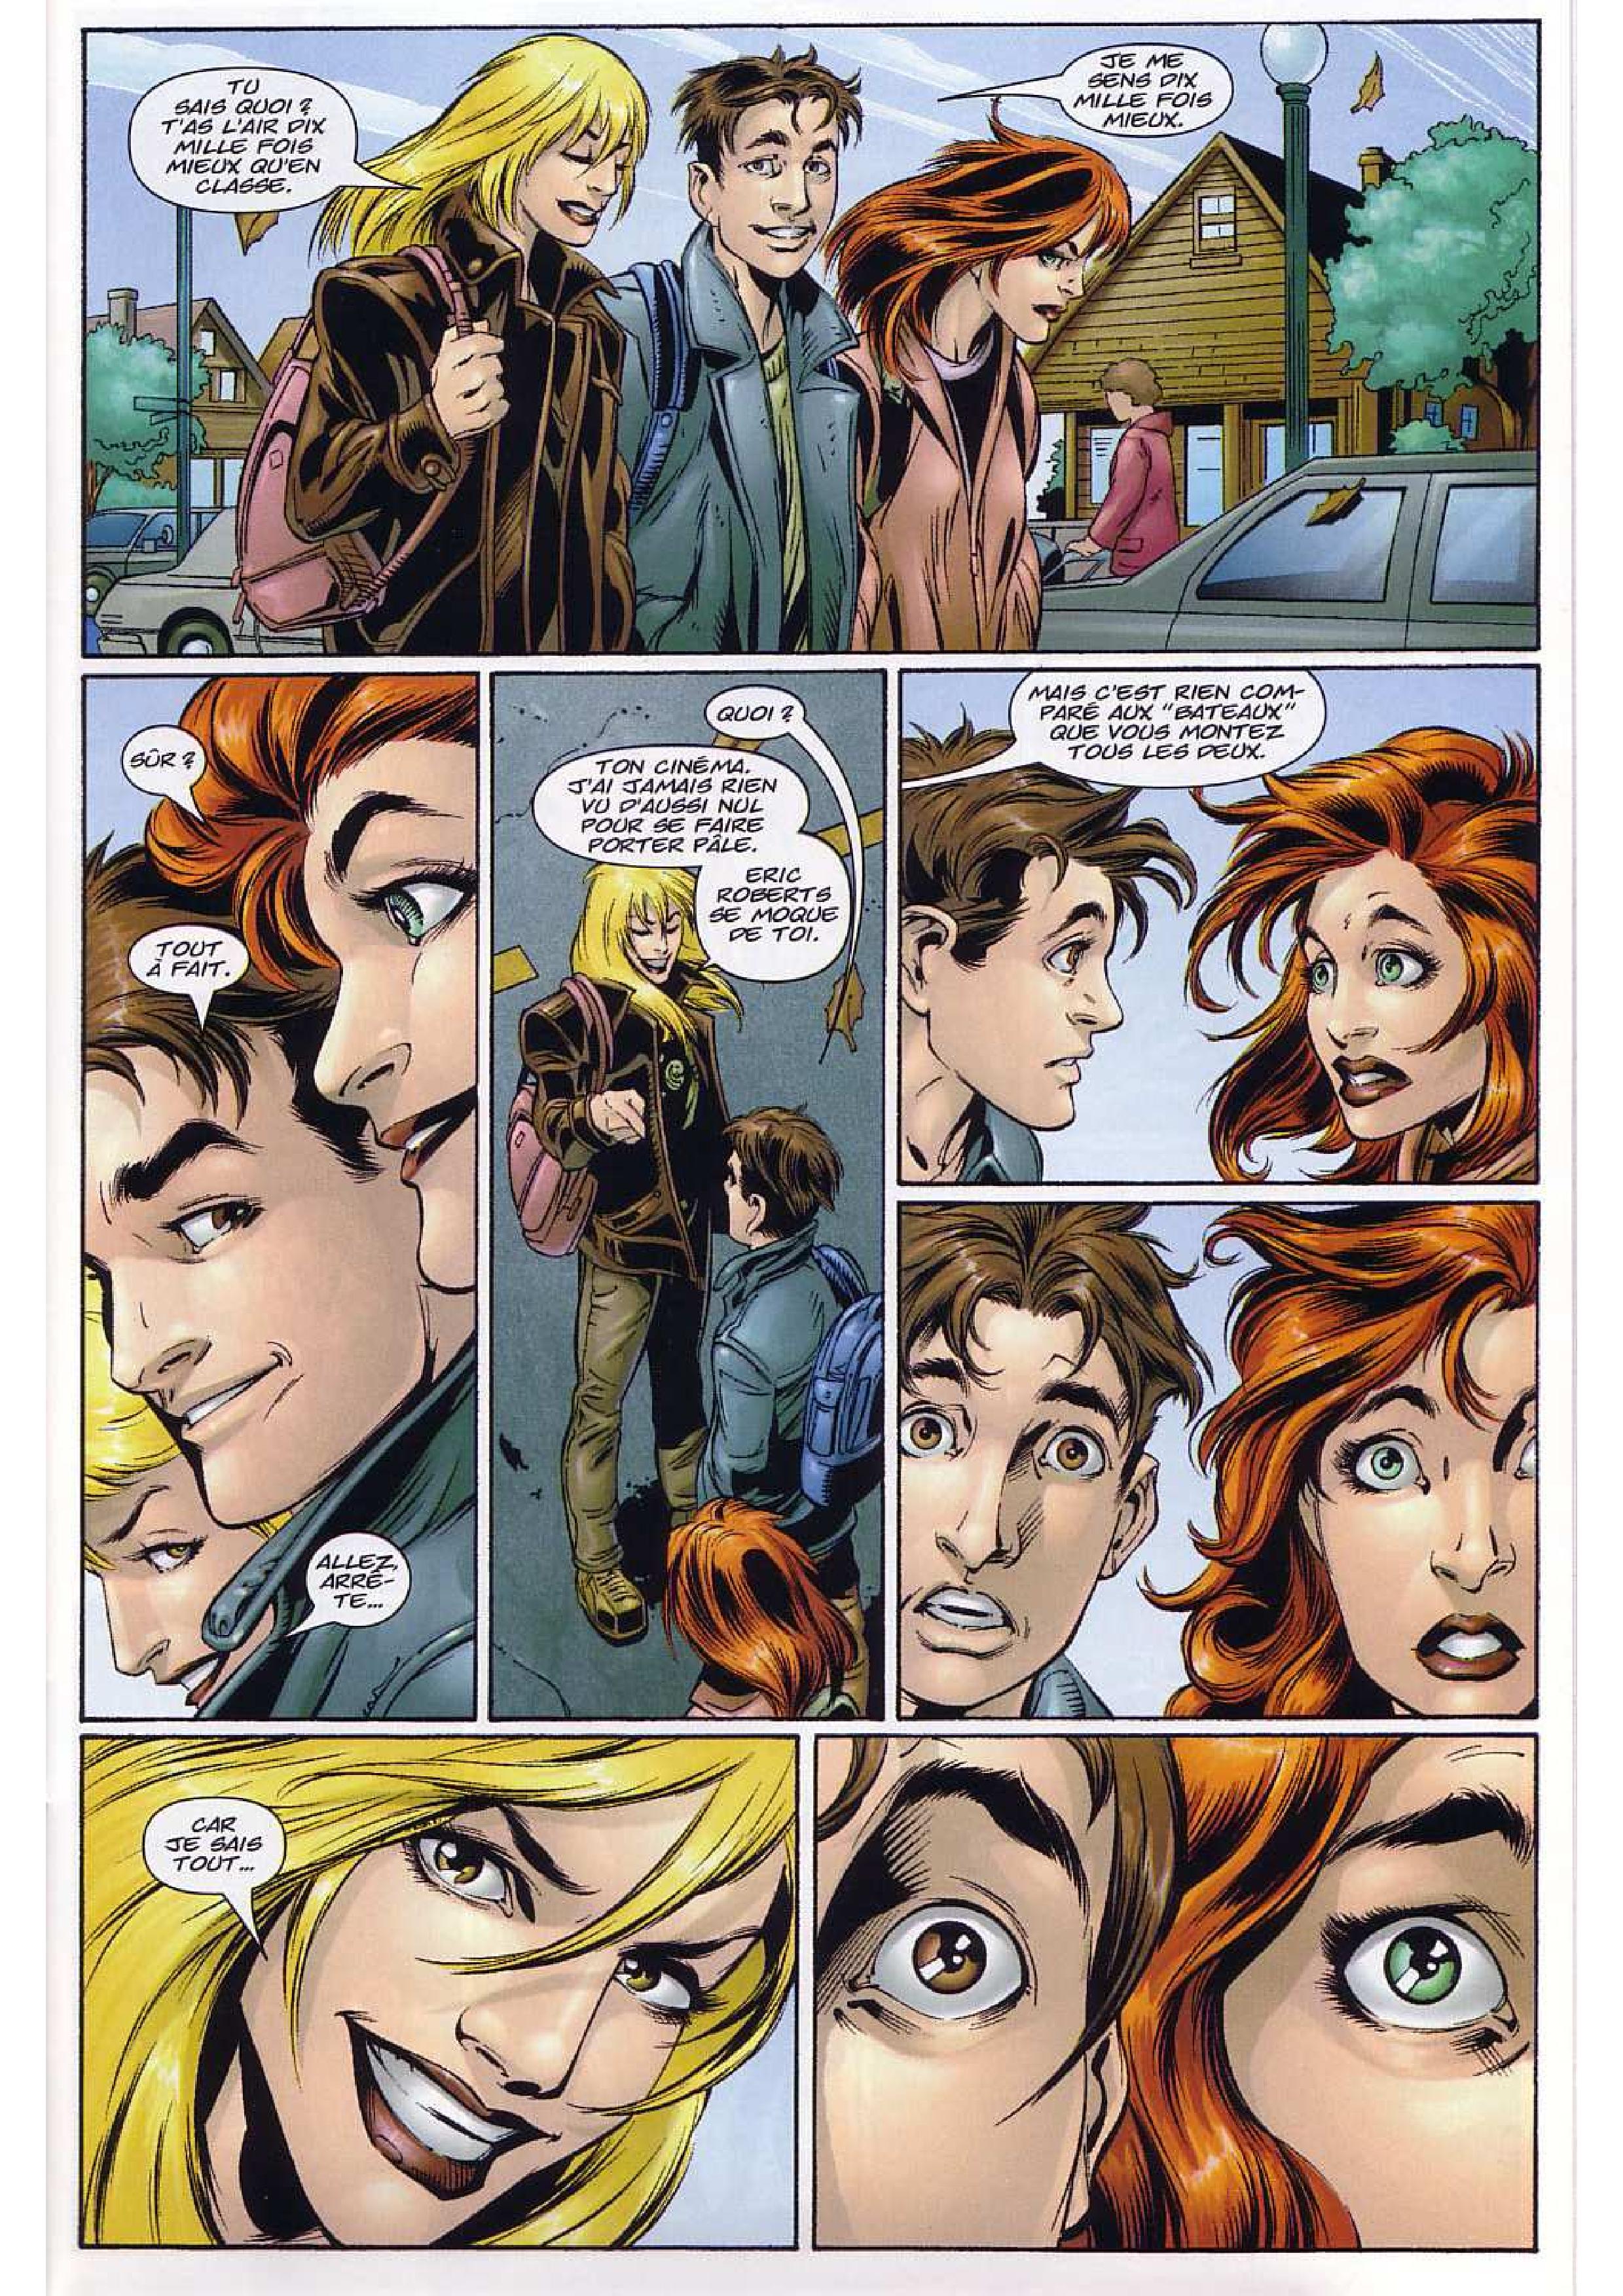 TU
SAIS QUOI ?
T'AS L'AIR DIX
MILLE FOIS
MIEUX QU'EN
CLASSE.
JE ME
SENS DIX
MILLE FOIS
MIEUX.
SÛR ?
TOUT
À FAIT.
ALLEZ,
ARRÊ-
TE...
QUOI ?
TON CINÉMA.
J'AI JAMAIS RIEN
VU D'AUSSI NUL
POUR SE FAIRE
PORTER PÂLE.
ERIC
ROBERTS
SE MOQUE
DE TOI.
MAIS C'EST RIEN COM-
PARÉ AUX "BATEAUX"
QUE VOUS MONTEZ
TOUS LES DEUX.
CAR
JE SAIS
TOUT...